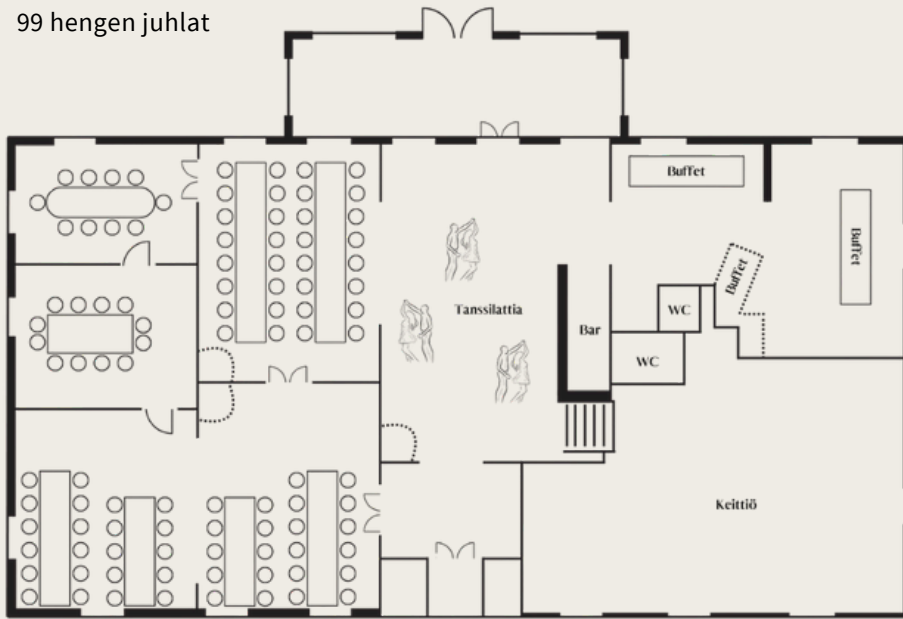 99 hengen juhlat
Buffet
Buffet
Buffet
Tanssilattia
WC
Bar
WC
Keittiö